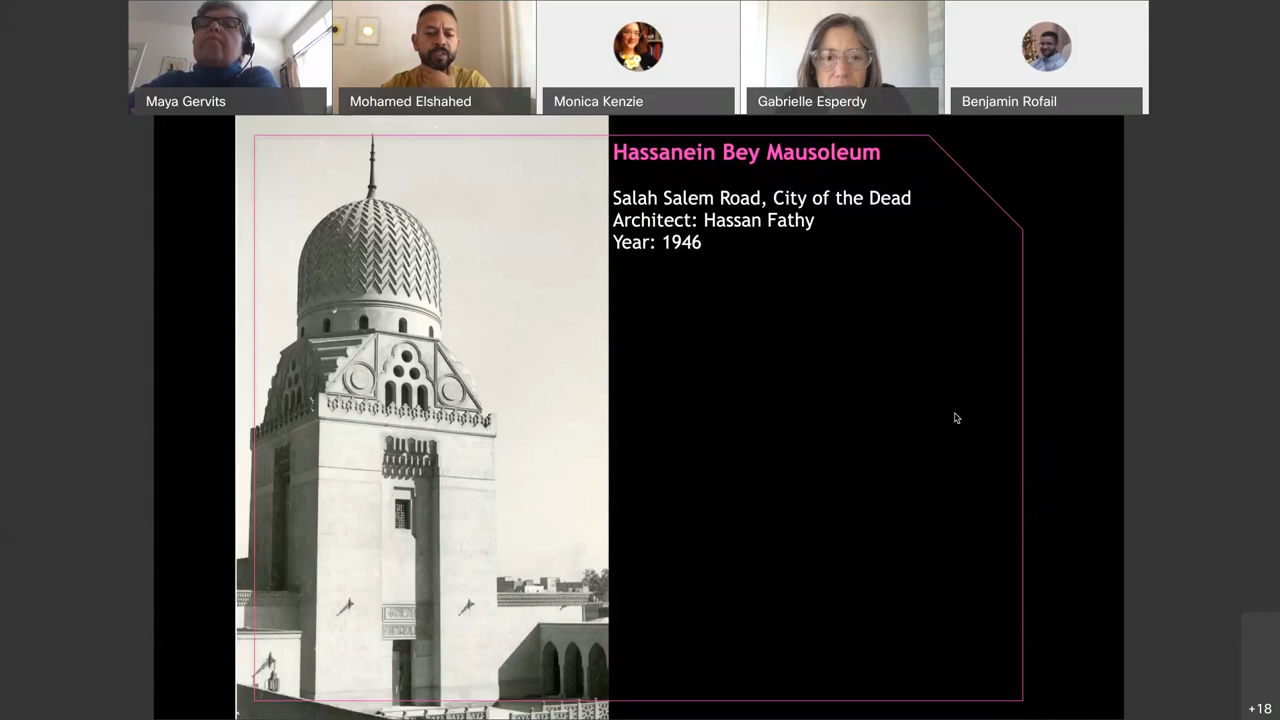 Maya Gervits
Mohamed Elshahed
Monica Kenzie
Gabrielle Esperdy
Benjamin Rofail
Hassanein Bey Mausoleum
Salah Salem Road, City of the Dead
Architect: Hassan Fathy
Year: 1946
+18